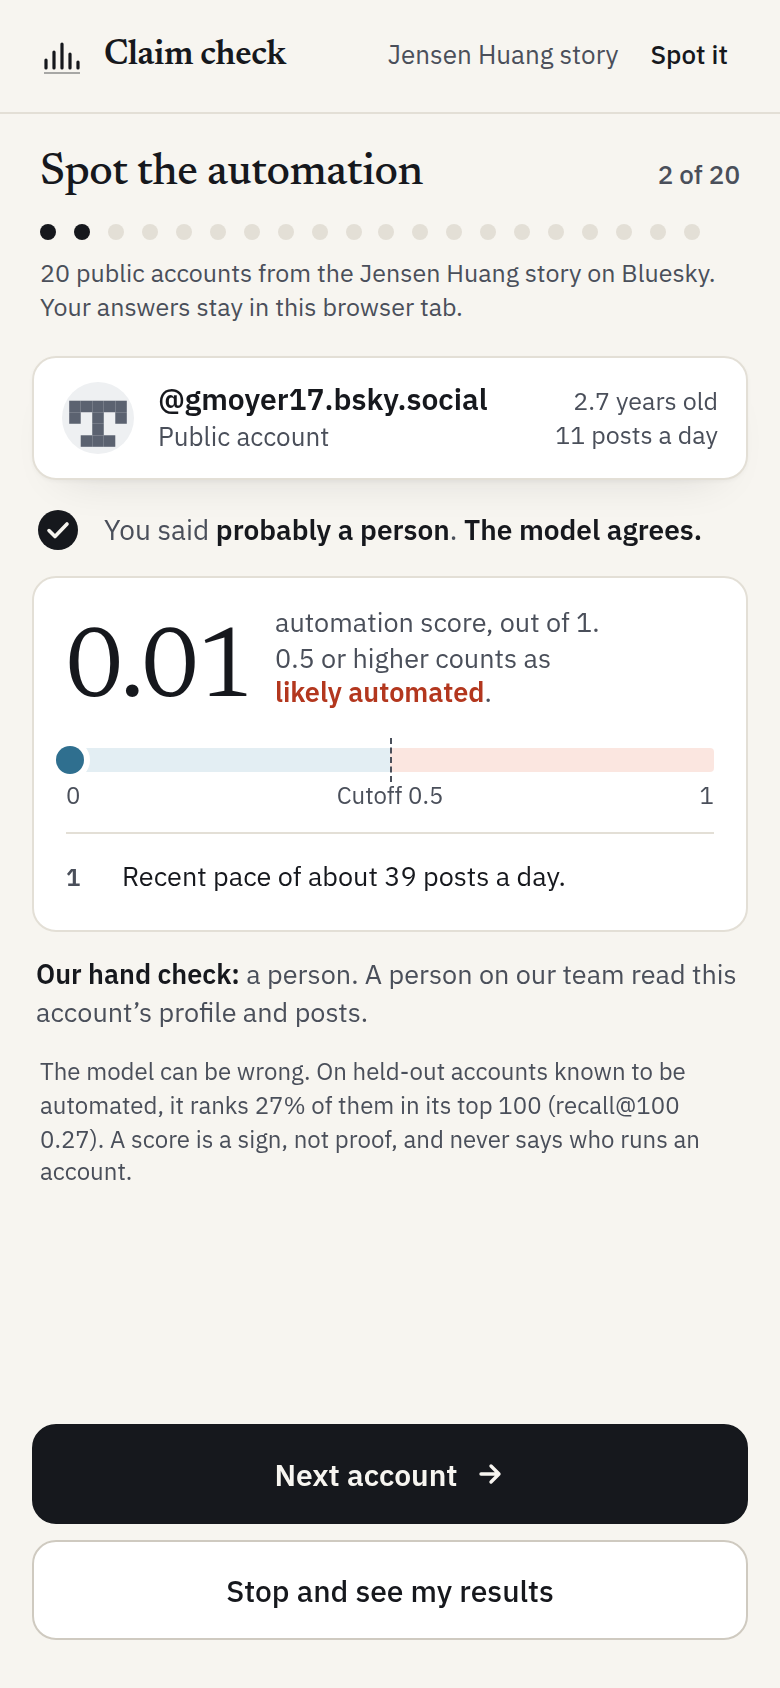 Claim check
Jensen Huang story
Spot it
Spot the automation
2 of 20
20 public accounts from the Jensen Huang story on Bluesky.
Your answers stay in this browser tab.
@gmoyer17.bsky.social
Public account
2.7 years old
11 posts a day
You said probably a person. The model agrees.
0.01
automation score, out of 1.
0.5 or higher counts as
likely automated.
0
Cutoff 0.5
1
1 Recent pace of about 39 posts a day.
Our hand check: a person. A person on our team read this
account’s profile and posts.
The model can be wrong. On held-out accounts known to be
automated, it ranks 27% of them in its top 100 (recall@100
0.27). A score is a sign, not proof, and never says who runs an
account.
Next account →
Stop and see my results